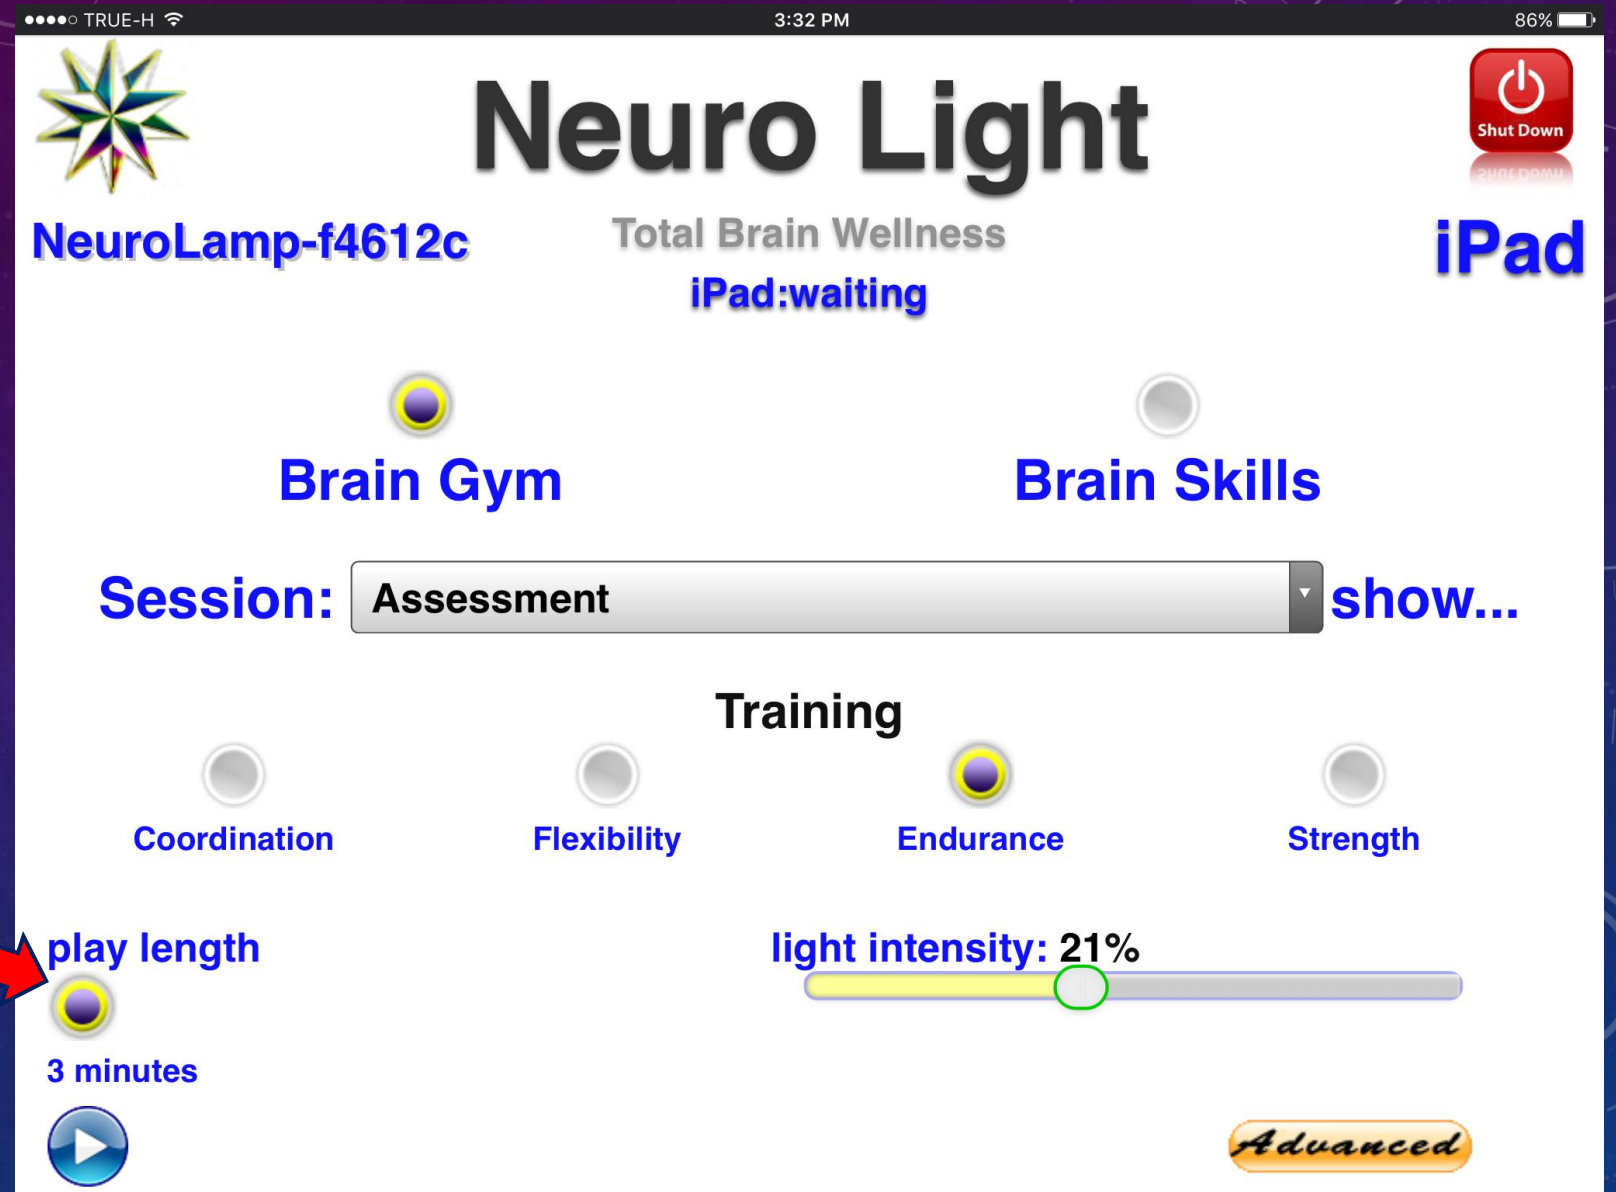 TRUE-H 3:32 PM 86%
Neuro Light
Shut Down
NeuroLamp-f4612c
Total Brain Wellness
iPad
iPad:waiting
Brain Gym
Brain Skills
Session: Assessment show...
Training
Coordination Flexibility Endurance Strength
play length
light intensity: 21%
3 minutes
Advanced